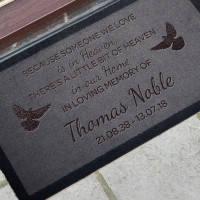 BECAUSE SOMEONE WE LOVE
is in Heaven
THERE'S A LITTLE BIT OF HEAVEN
in our Home
IN LOVING MEMORY OF
Thomas Noble
21.08.38 - 13.07.18